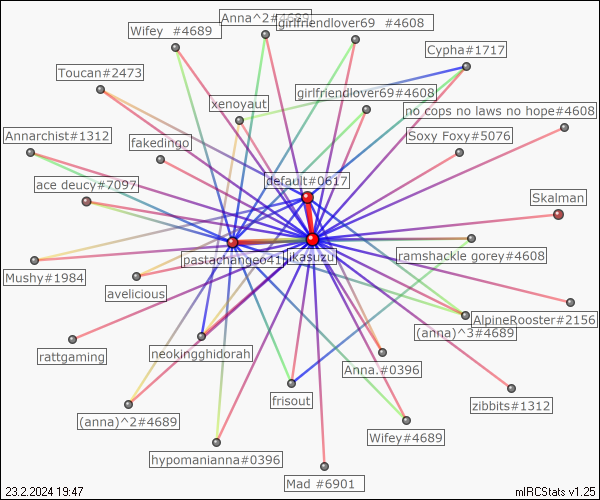 Anna^2#4689
girlfriendlover69 #4608
Wifey #4689
Cypha#1717
Toucan#2473
girlfriendlover69#4608
xenoyaut
no cops no laws no hope#4608
Annarchist#1312
fakedingo
Soxy Foxy#5076
default#0617
ace deucy#7097
Skalman
pastachangeo41
ikasuzu
ramshackle gorey#4608
Mushy#1984
avelicious
AlpineRooster#2156
(anna)^3#4689
rattgaming
neokingghidorah
Anna.#0396
frisout
zibbits#1312
(anna)^2#4689
Wifey#4689
hypomanianna#0396
Mad #6901
23.2.2024 19:47
mIRCStats v1.25